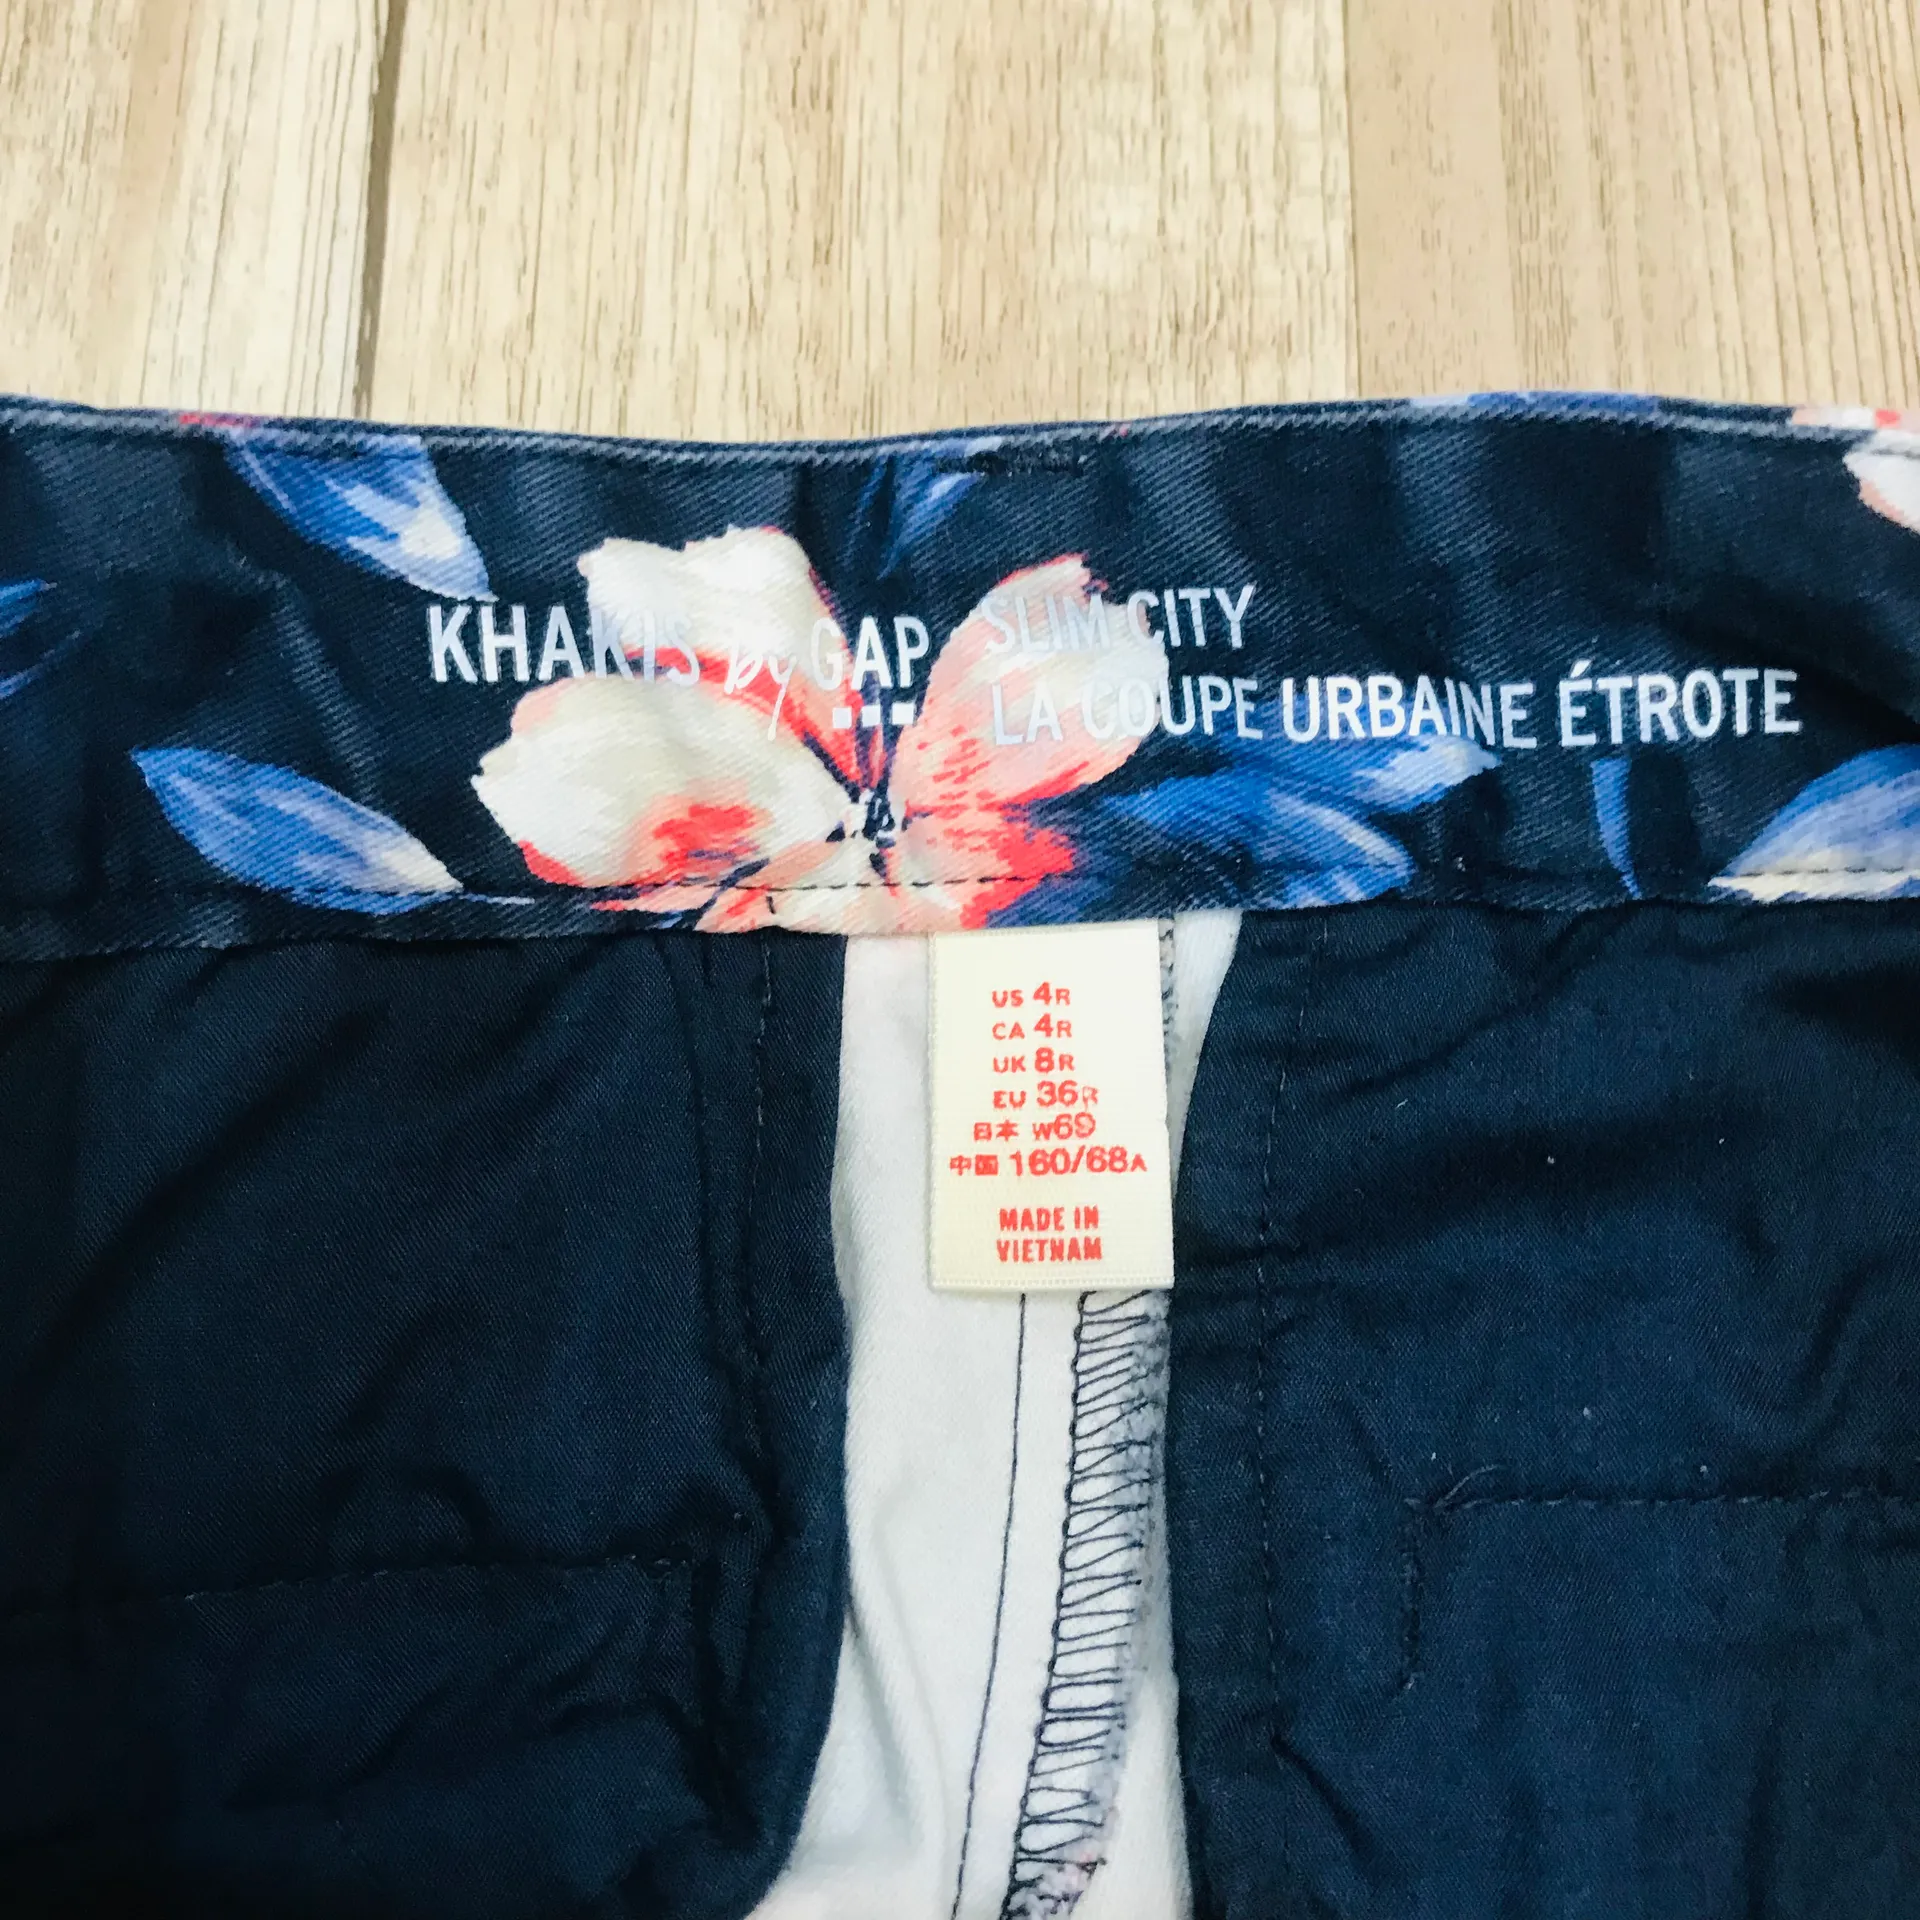 KHAKIS by GAP
SLIM CITY
LA COUPE URBAINE ÉTROTE
US 4R
CA 4R
UK 8R
EU 36R
日本 W69
中国 160/68A
MADE IN
VIETNAM